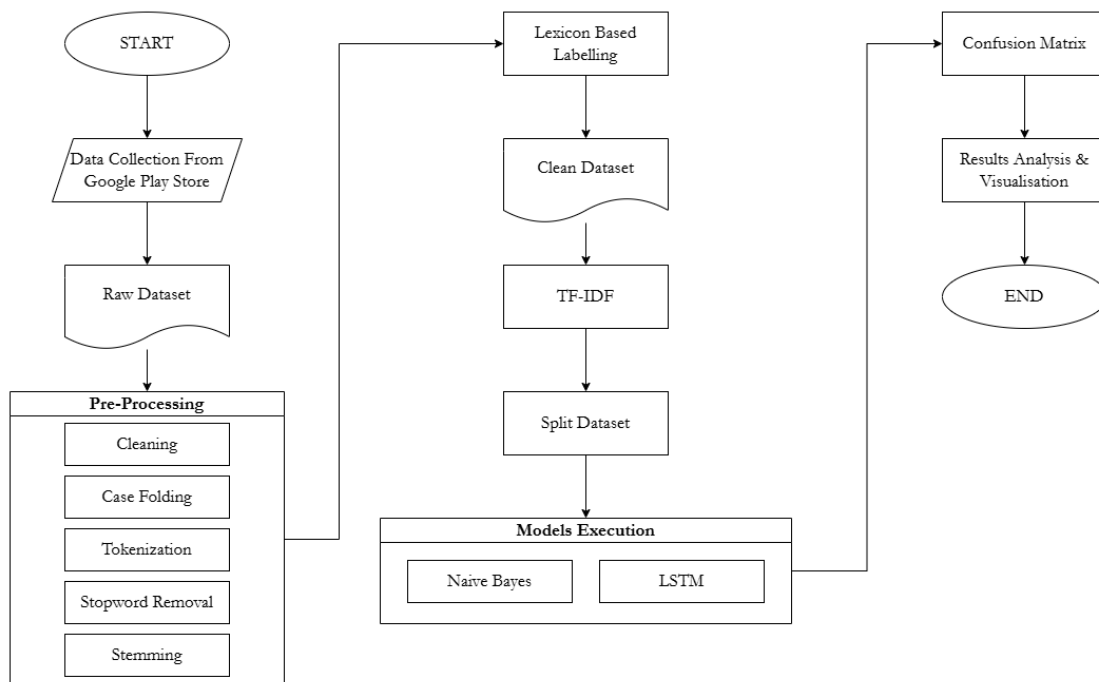 START
Data Collection From
Google Play Store
Raw Dataset
Pre-Processing
Cleaning
Case Folding
Tokenization
Stopword Removal
Stemming
Lexicon Based
Labelling
Clean Dataset
TF-IDF
Split Dataset
Models Execution
Naive Bayes
LSTM
Confusion Matrix
Results Analysis &
Visualisation
END